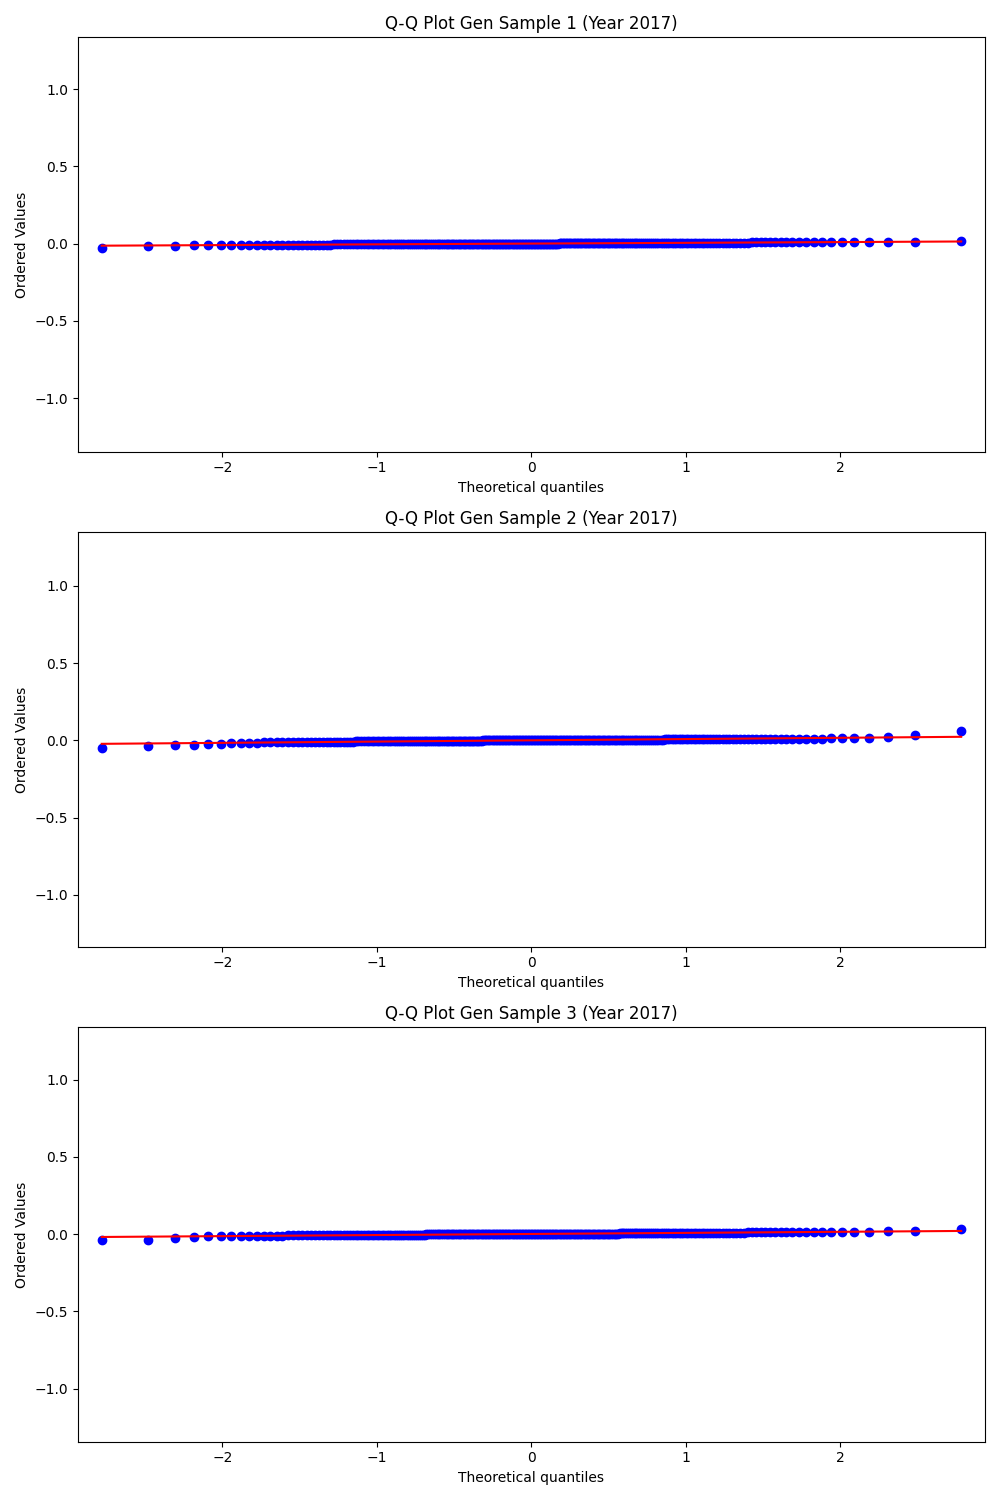 Q-Q Plot Gen Sample 1 (Year 2017)
1.0
0.5
0.0
−0.5
−1.0
Ordered Values
−2 −1 0 1 2
Theoretical quantiles
Q-Q Plot Gen Sample 2 (Year 2017)
1.0
0.5
0.0
−0.5
−1.0
Ordered Values
−2 −1 0 1 2
Theoretical quantiles
Q-Q Plot Gen Sample 3 (Year 2017)
1.0
0.5
0.0
−0.5
−1.0
Ordered Values
−2 −1 0 1 2
Theoretical quantiles